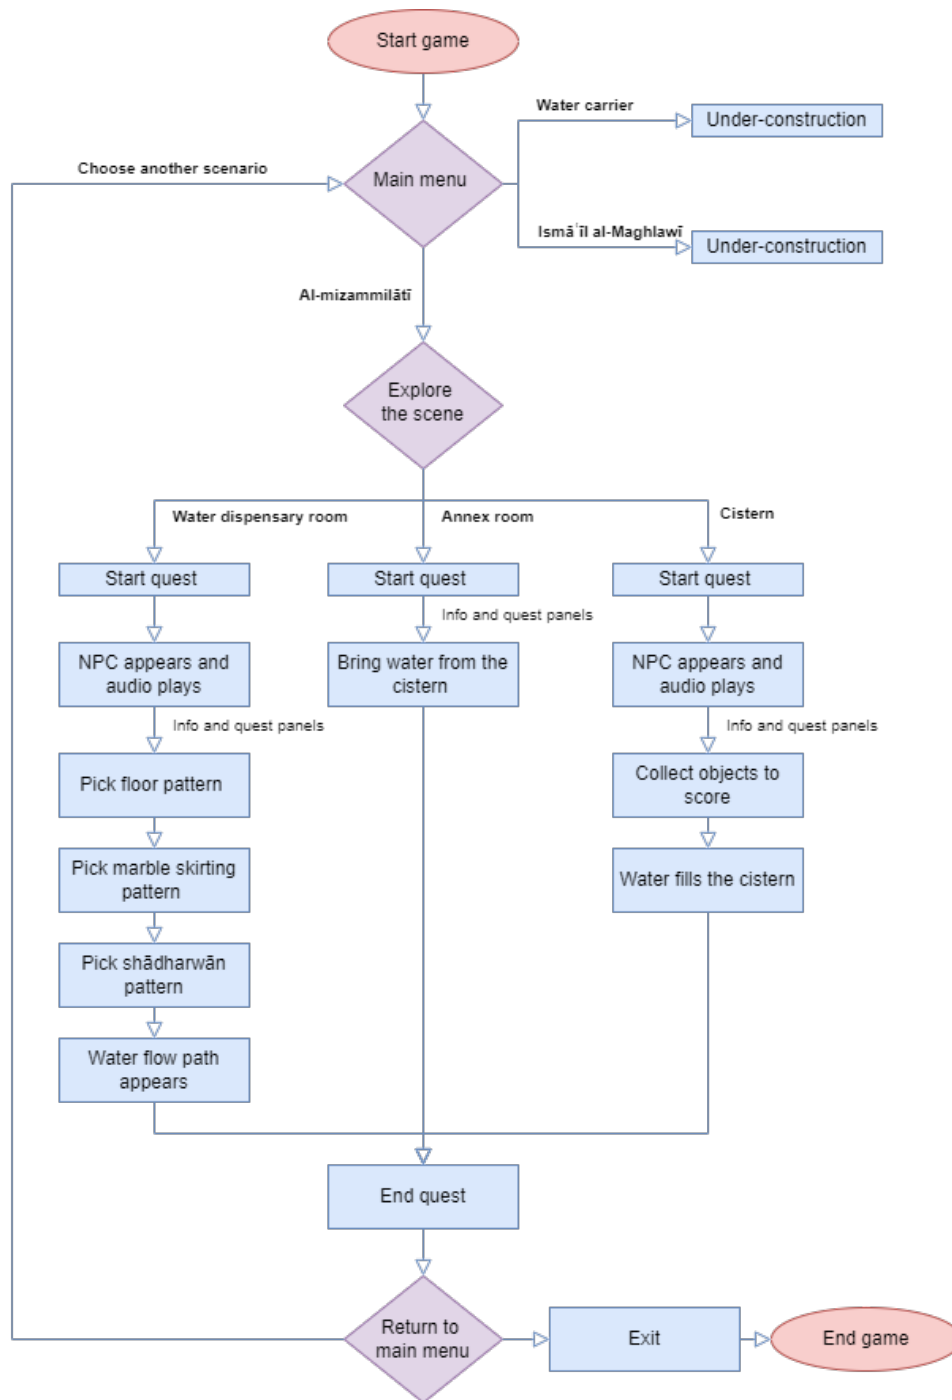 Start game
Water carrier
Under-construction
Choose another scenario
Main menu
Ismāʿīl al-Maghlawī
Under-construction
Al-mizammilātī
Explore
the scene
Water dispensary room
Annex room
Cistern
Start quest
Start quest
Start quest
Info and quest panels
NPC appears and
audio plays
Bring water from the
cistern
NPC appears and
audio plays
Info and quest panels
Info and quest panels
Pick floor pattern
Collect objects to
score
Pick marble skirting
pattern
Water fills the cistern
Pick shādharwān
pattern
Water flow path
appears
End quest
Return to
main menu
Exit
End game